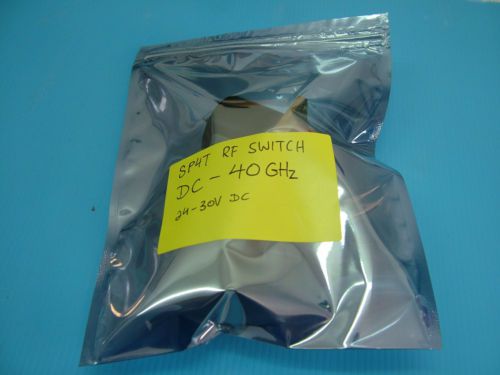 SP4T RF SWITCH
DC - 40 GHz
24-30V DC